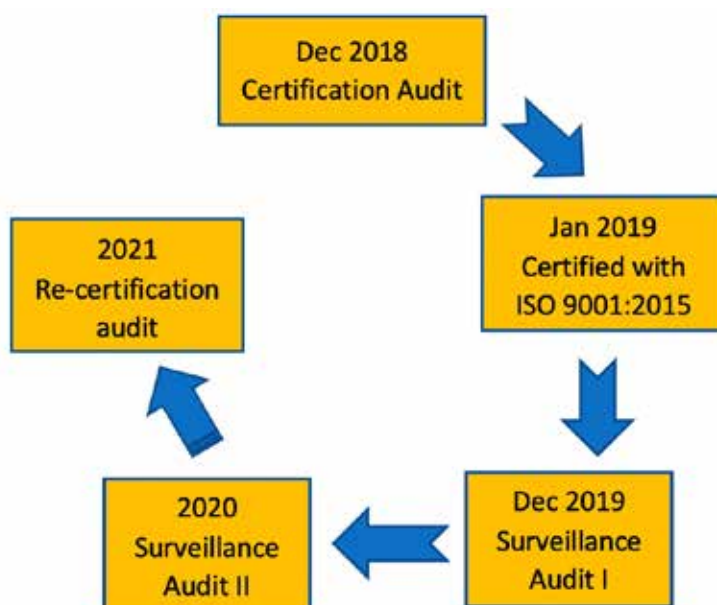 Dec 2018
Certification Audit
Jan 2019
Certified with
ISO 9001:2015
Dec 2019
Surveillance
Audit I
2020
Surveillance
Audit II
2021
Re-certification
audit